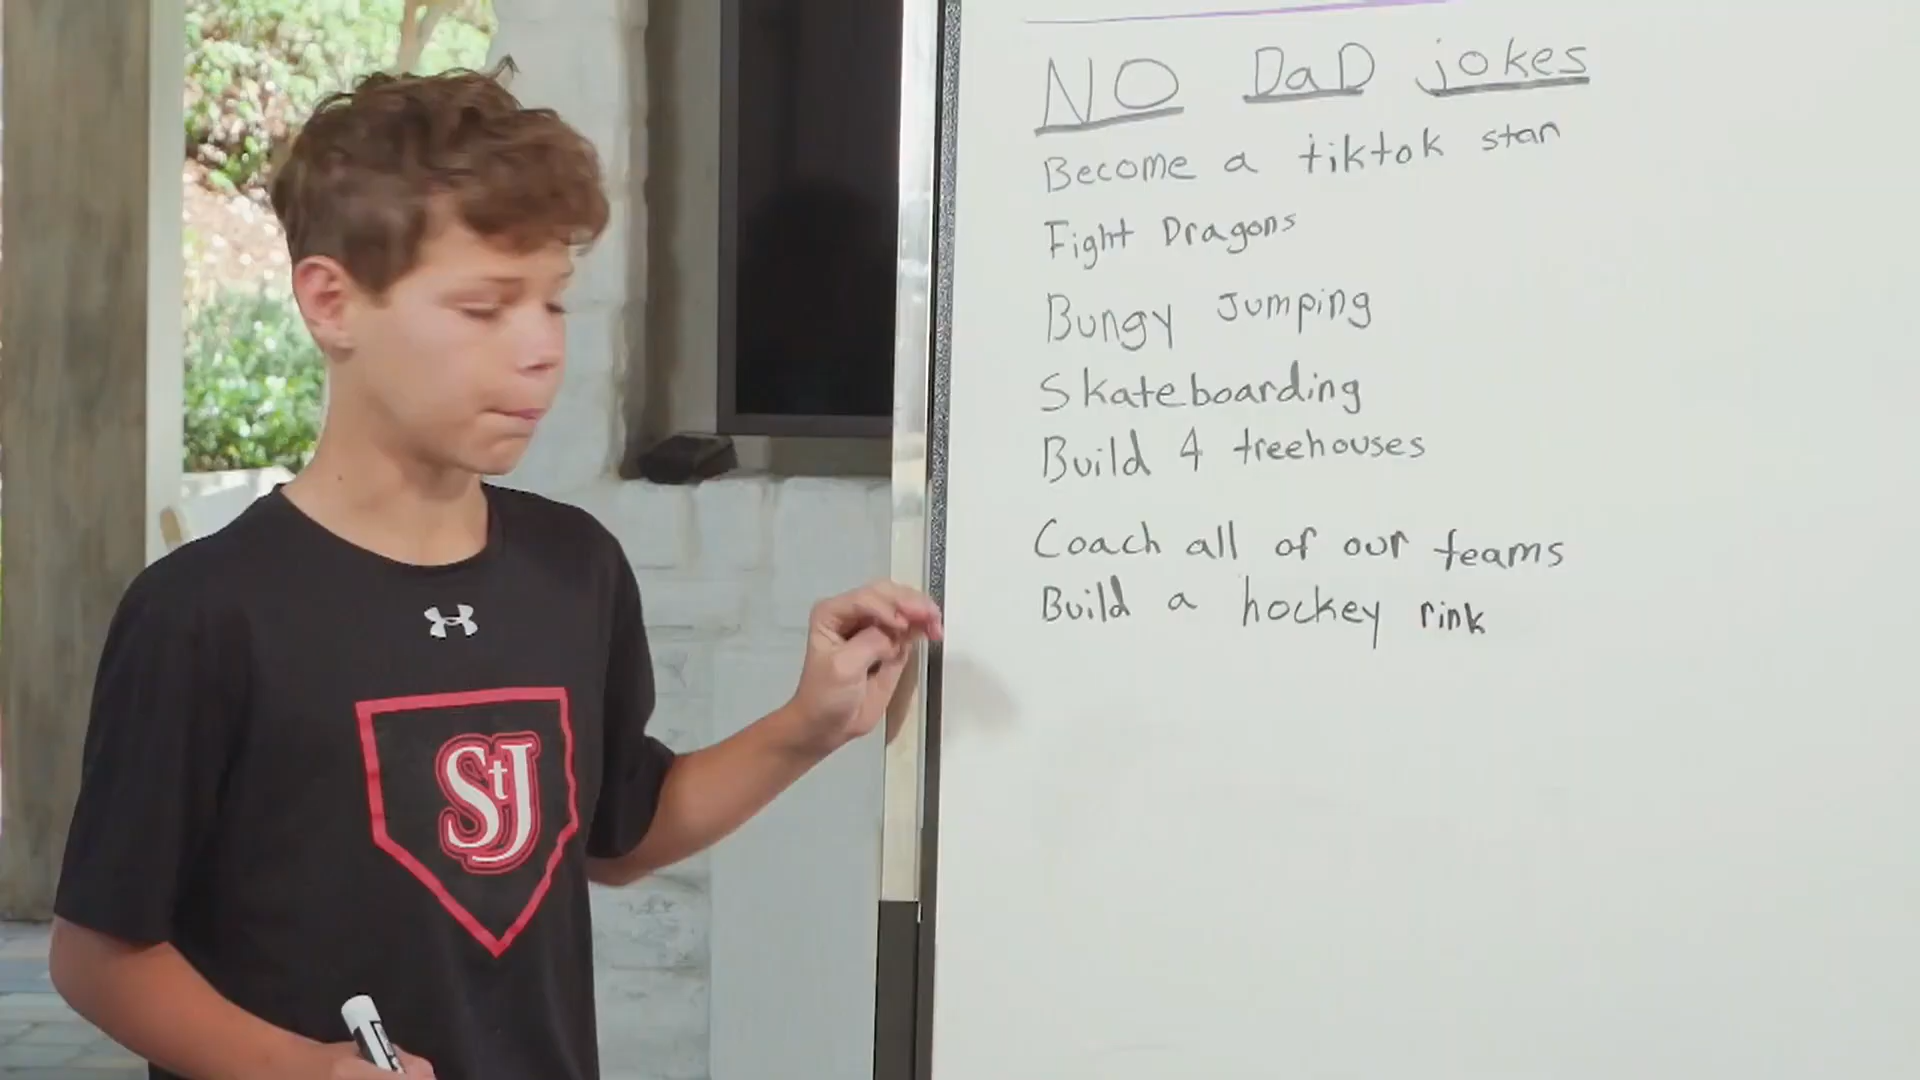 NO DaD jokes
Become a tiktok stan
Fight Dragons
Bungy Jumping
Skateboarding
Build 4 treehouses
Coach all of our teams
Build a hockey rink
StJ